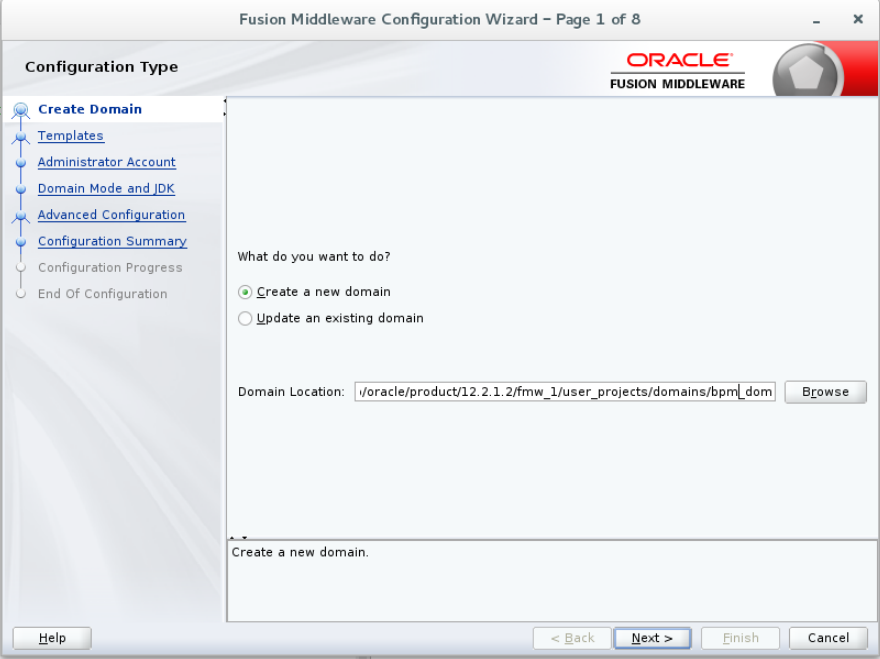 Fusion Middleware Configuration Wizard – Page 1 of 8
Configuration Type
ORACLE
FUSION MIDDLEWARE
Create Domain
Templates
Administrator Account
Domain Mode and JDK
Advanced Configuration
Configuration Summary
Configuration Progress
End Of Configuration
What do you want to do?
Create a new domain
Update an existing domain
Domain Location: /oracle/product/12.2.1.2/fmw_1/user_projects/domains/bpm_dom Browse
Create a new domain.
Help < Back Next > Finish Cancel